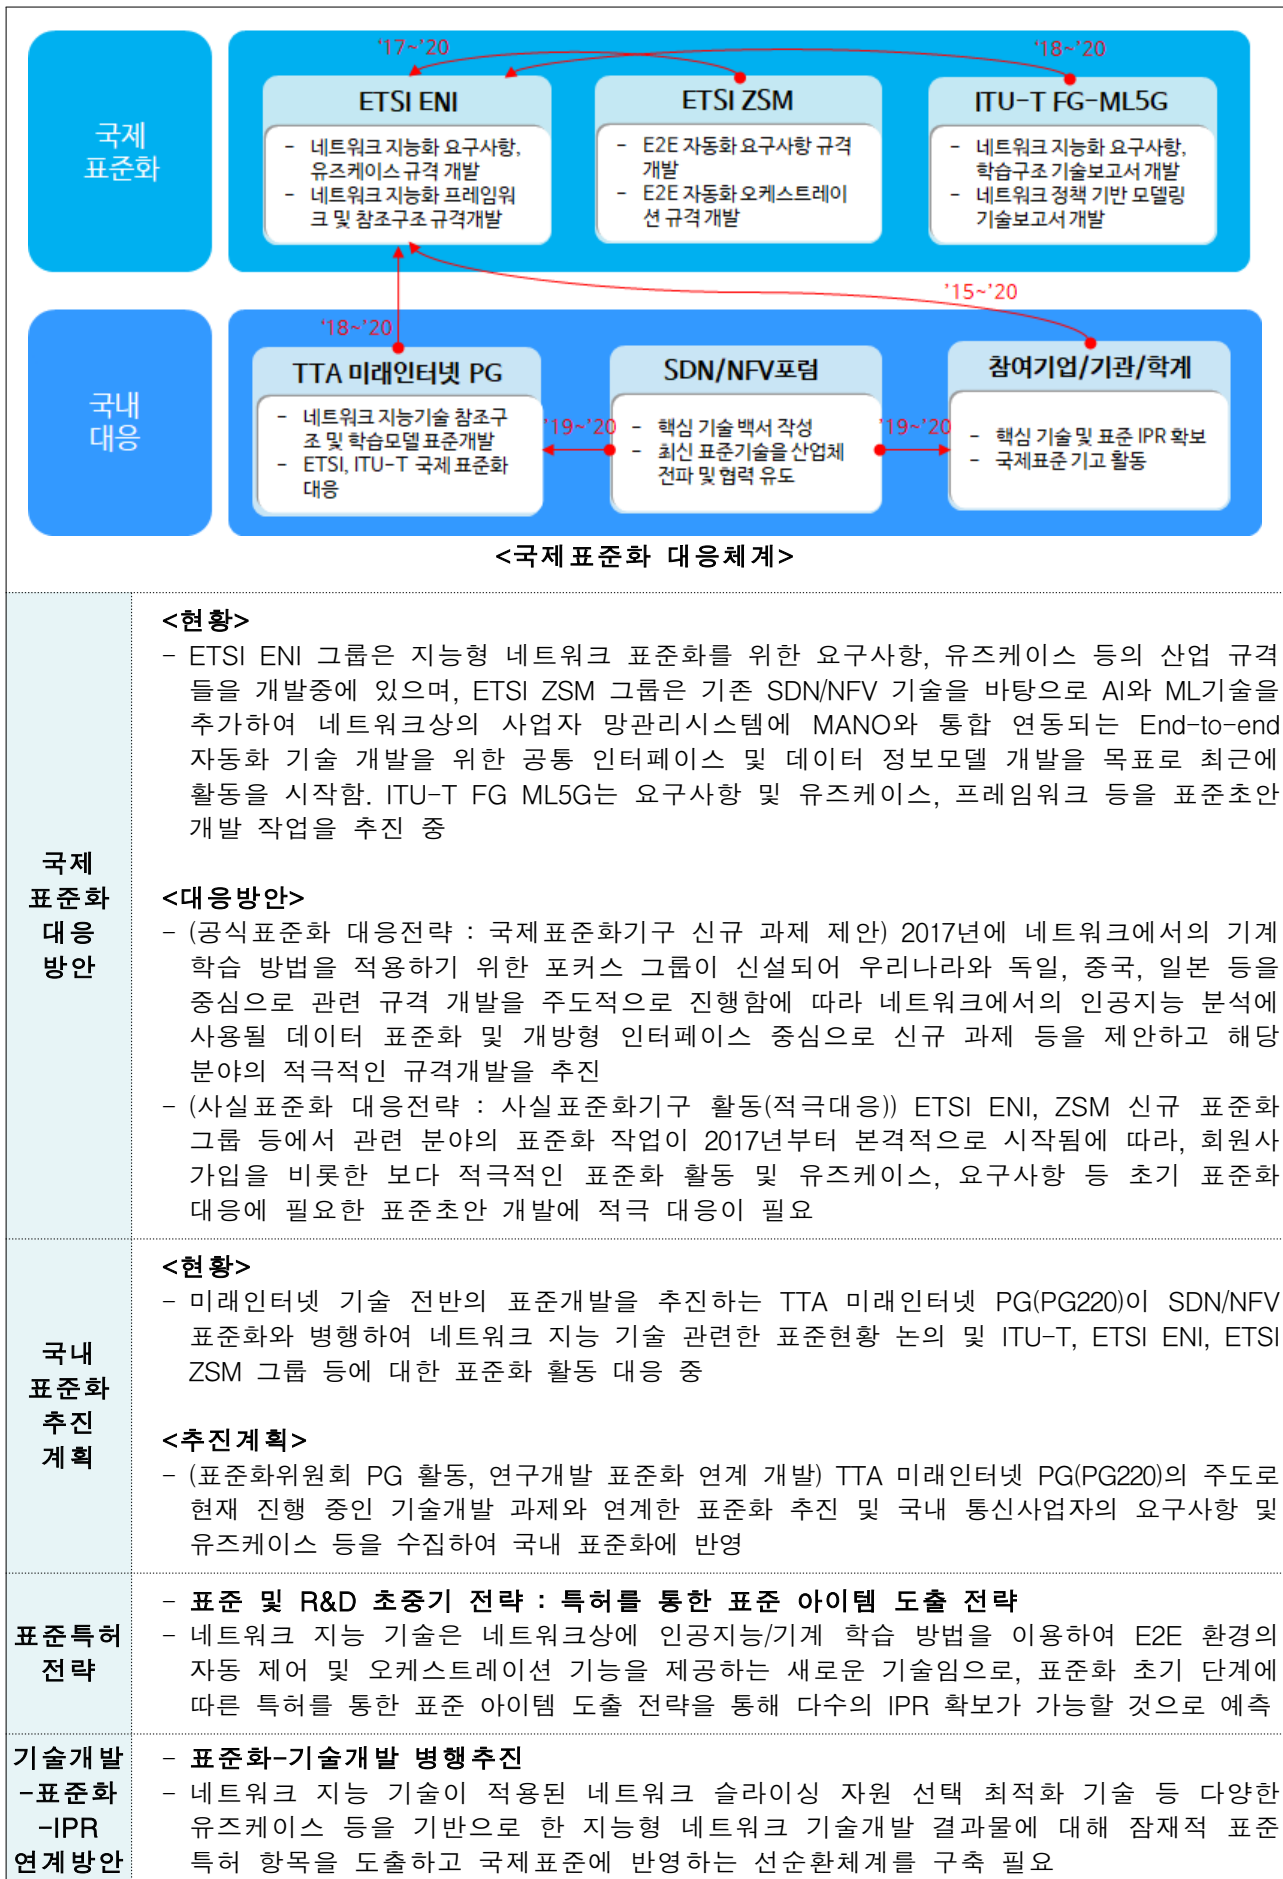 국제
표준화
'17~'20
'18~'20
ETSI ENI
- 네트워크 지능화 요구사항,
유즈케이스 규격 개발
- 네트워크 지능화 프레임워
크 및 참조구조 규격개발
ETSI ZSM
- E2E 자동화 요구사항 규격
개발
- E2E 자동화 오케스트레이
션 규격 개발
ITU-T FG-ML5G
- 네트워크 지능화 요구사항,
학습구조 기술보고서 개발
- 네트워크 정책 기반 모델링
기술보고서 개발
'15~'20
'18~'20
국내
대응
TTA 미래인터넷 PG
- 네트워크 지능기술 참조구
조 및 학습모델 표준개발
- ETSI, ITU-T 국제 표준화
대응
'19~'20
SDN/NFV포럼
- 핵심 기술 백서 작성
- 최신 표준기술을 산업체
전파 및 협력 유도
'19~'20
참여기업/기관/학계
- 핵심 기술 및 표준 IPR 확보
- 국제표준 기고 활동
<국제표준화 대응체계>
국제
표준화
대응
방안
<현황>
- ETSI ENI 그룹은 지능형 네트워크 표준화를 위한 요구사항, 유즈케이스 등의 산업 규격
들을 개발중에 있으며, ETSI ZSM 그룹은 기존 SDN/NFV 기술을 바탕으로 AI와 ML기술을
추가하여 네트워크상의 사업자 망관리시스템에 MANO와 통합 연동되는 End-to-end
자동화 기술 개발을 위한 공통 인터페이스 및 데이터 정보모델 개발을 목표로 최근에
활동을 시작함. ITU-T FG ML5G는 요구사항 및 유즈케이스, 프레임워크 등을 표준초안
개발 작업을 추진 중
<대응방안>
- (공식표준화 대응전략 : 국제표준화기구 신규 과제 제안) 2017년에 네트워크에서의 기계
학습 방법을 적용하기 위한 포커스 그룹이 신설되어 우리나라와 독일, 중국, 일본 등을
중심으로 관련 규격 개발을 주도적으로 진행함에 따라 네트워크에서의 인공지능 분석에
사용될 데이터 표준화 및 개방형 인터페이스 중심으로 신규 과제 등을 제안하고 해당
분야의 적극적인 규격개발을 추진
- (사실표준화 대응전략 : 사실표준화기구 활동(적극대응)) ETSI ENI, ZSM 신규 표준화
그룹 등에서 관련 분야의 표준화 작업이 2017년부터 본격적으로 시작됨에 따라, 회원사
가입을 비롯한 보다 적극적인 표준화 활동 및 유즈케이스, 요구사항 등 초기 표준화
대응에 필요한 표준초안 개발에 적극 대응이 필요
국내
표준화
추진
계획
<현황>
- 미래인터넷 기술 전반의 표준개발을 추진하는 TTA 미래인터넷 PG(PG220)이 SDN/NFV
표준화와 병행하여 네트워크 지능 기술 관련한 표준현황 논의 및 ITU-T, ETSI ENI, ETSI
ZSM 그룹 등에 대한 표준화 활동 대응 중
<추진계획>
- (표준화위원회 PG 활동, 연구개발 표준화 연계 개발) TTA 미래인터넷 PG(PG220)의 주도로
현재 진행 중인 기술개발 과제와 연계한 표준화 추진 및 국내 통신사업자의 요구사항 및
유즈케이스 등을 수집하여 국내 표준화에 반영
표준특허
전략
- 표준 및 R&D 초중기 전략 : 특허를 통한 표준 아이템 도출 전략
- 네트워크 지능 기술은 네트워크상에 인공지능/기계 학습 방법을 이용하여 E2E 환경의
자동 제어 및 오케스트레이션 기능을 제공하는 새로운 기술임으로, 표준화 초기 단계에
따른 특허를 통한 표준 아이템 도출 전략을 통해 다수의 IPR 확보가 가능할 것으로 예측
기술개발
-표준화
-IPR
연계방안
- 표준화-기술개발 병행추진
- 네트워크 지능 기술이 적용된 네트워크 슬라이싱 자원 선택 최적화 기술 등 다양한
유즈케이스 등을 기반으로 한 지능형 네트워크 기술개발 결과물에 대해 잠재적 표준
특허 항목을 도출하고 국제표준에 반영하는 선순환체계를 구축 필요